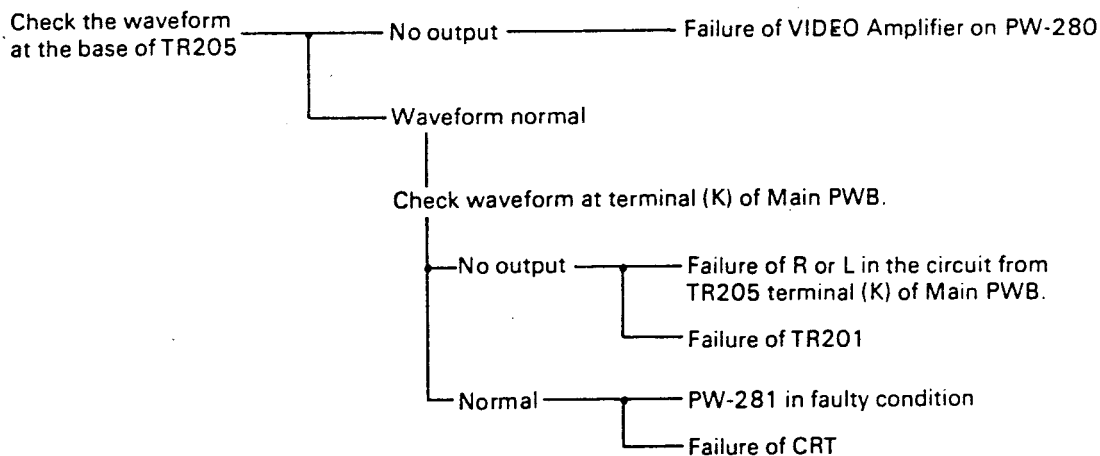 Check the waveform
at the base of TR205
No output
Failure of VIDEO Amplifier on PW-280
Waveform normal
Check waveform at terminal (K) of Main PWB.
No output
Failure of R or L in the circuit from
TR205 terminal (K) of Main PWB.
Failure of TR201
Normal
PW-281 in faulty condition
Failure of CRT